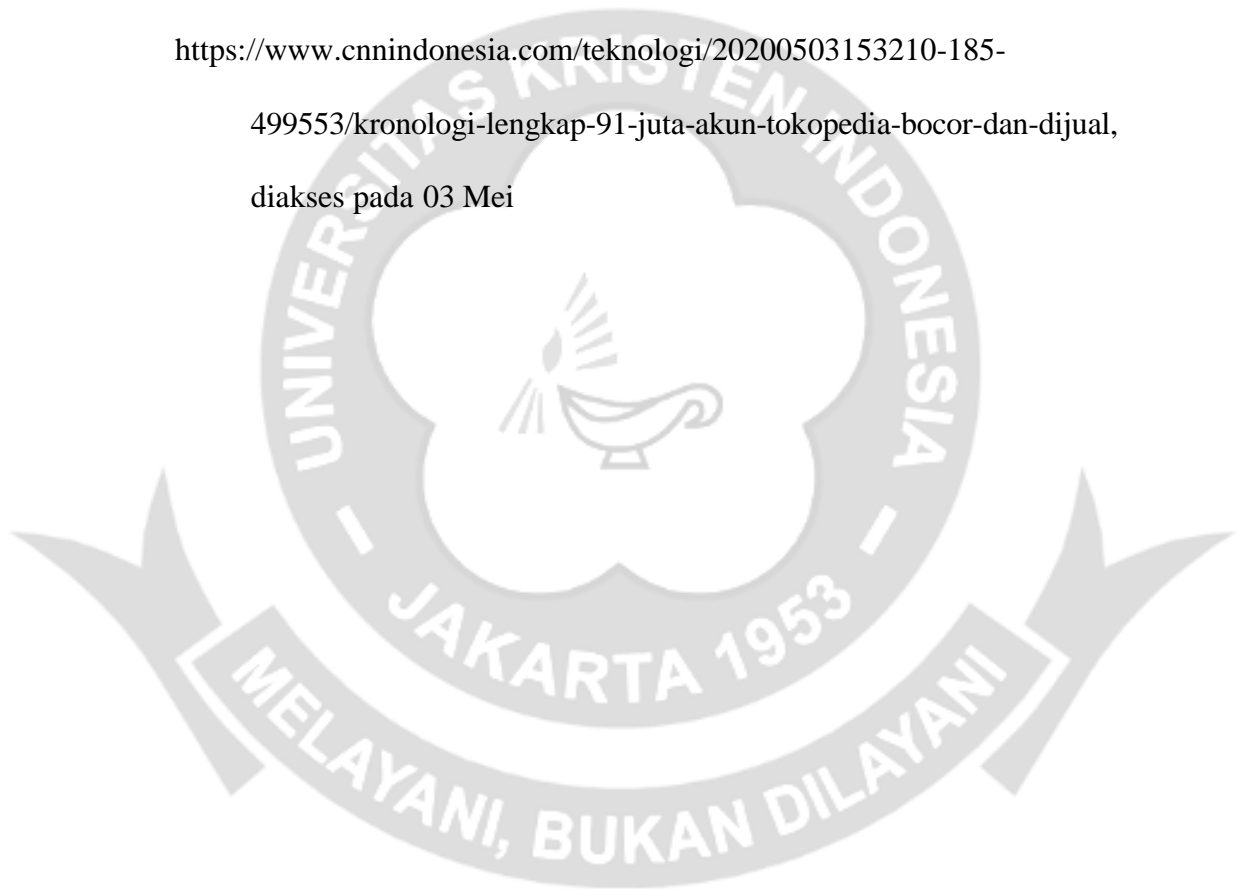 https://www.cnnindonesia.com/teknologi/20200503153210-185-
499553/kronologi-lengkap-91-juta-akun-tokopedia-bocor-dan-dijual,
diakses pada 03 Mei
UNIVERSITAS KRISTEN INDONESIA
JAKARTA 1953
MELAYANI, BUKAN DILAYANI